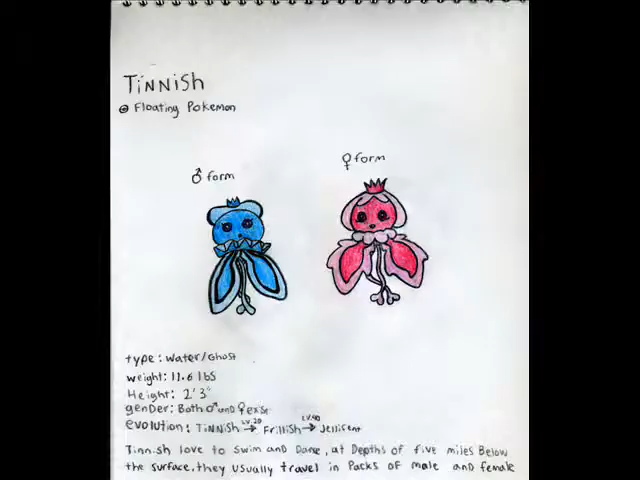 Tinnish
Floating Pokemon
♂ form
♀ form
type: Water/Ghost
weight: 11.6 lbs
Height: 2'3"
genDer: Both ♂ anD ♀ exist
evolution: TiNNish LV.20 → Frillish LV.40 → Jellicent
Tinnish love to Swim and Dane, at Depths of five miles Below
the surface, they usually travel in Packs of male and female